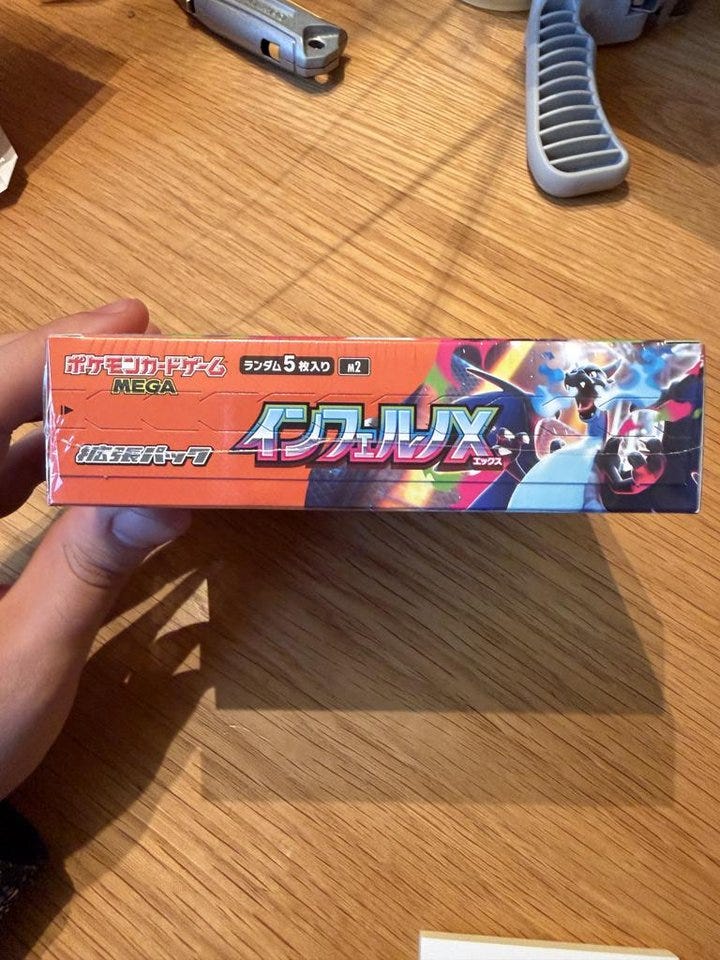 ポケモンカードゲーム
MEGA
ランダム5枚入り
M2
拡張パック
インフェルノX
エックス